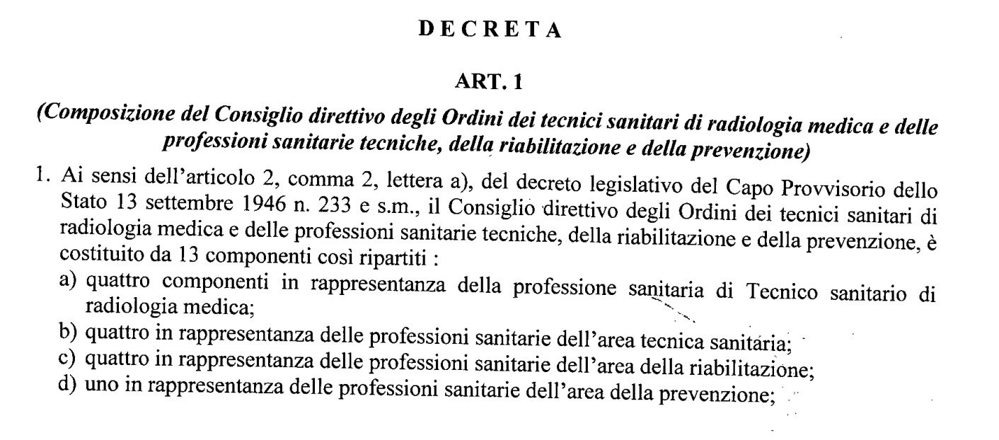 DECRETA
ART. 1
(Composizione del Consiglio direttivo degli Ordini dei tecnici sanitari di radiologia medica e delle
professioni sanitarie tecniche, della riabilitazione e della prevenzione)
1. Ai sensi dell'articolo 2, comma 2, lettera a), del decreto legislativo del Capo Provvisorio dello
Stato 13 settembre 1946 n. 233 e s.m., il Consiglio direttivo degli Ordini dei tecnici sanitari di
radiologia medica e delle professioni sanitarie tecniche, della riabilitazione e della prevenzione, è
costituito da 13 componenti così ripartiti :
a) quattro componenti in rappresentanza della professione sanitaria di Tecnico sanitario di
radiologia medica;
b) quattro in rappresentanza delle professioni sanitarie dell'area tecnica sanitaria;
c) quattro in rappresentanza delle professioni sanitarie dell'area della riabilitazione;
d) uno in rappresentanza delle professioni sanitarie dell'area della prevenzione;